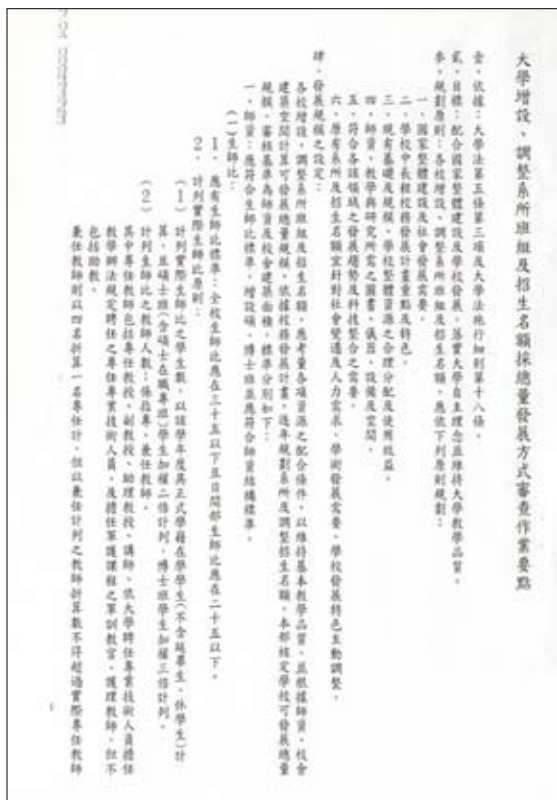 大學增設、調整系所班組及招生名額採總量發展方式審查作業要點
壹、依據：大學法第五條第三項及大學法施行細則第十八條。
貳、目標：配合國家整體建設及學校發展，落實大學自主理念並維持大學教學品質。
參、規劃原則：各校增設、調整系所班組及招生名額，應依下列原則規劃：
一、國家整體建設及社會發展需要。
二、學校中長程校務發展計畫重點及特色。
三、現有基礎及規模、學校整體資源之合理分配及使用效益。
四、師資、教學與研究所需之圖書、儀器、設備及空間。
五、符合各該領域之發展趨勢及科技整合之需要。
六、原有系所及招生名額宜針對社會變遷及人力需求、學術發展需要、學校發展特色主動調整。
肆、發展規模之設定：
各校增設、調整系所班組及招生名額，應考量各項資源之配合條件，以維持基本教學品質，並根據師資、校舍
建築空間計算可發展總量規模，依據校務發展計畫，逐年規劃系所及調整招生名額。本部核定學校可發展總量
規模，審核基準為師資及校舍建築面積，標準分別如下：
一、師資：應符合生師比標準，增設碩、博士班並應符合師資結構標準。
(一)生師比：
1、應有生師比標準：全校生師比應在三十五以下且日間部生師比應在二十五以下。
2、計列實際生師比原則：
(1)計列實際生師比之學生數，以該學年度具正式學籍在學學生(不含延畢生、休學生)計
算，且碩士班(含碩士在職專班)學生加權二倍計列，博士班學生加權三倍計列。
(2)計列生師比之教師人數：係指專、兼任教師。
其中專任教師包括專任教授、副教授、助理教授、講師、依大學聘任專業技術人員擔任
教學辦法規定聘任之專任專業技術人員，及擔任軍護課程之軍訓教官、護理教師，但不
包括助教。
兼任教師則以四名折算一名專任計，但以兼任計列之教師折算數不得超過實際專任教師
1